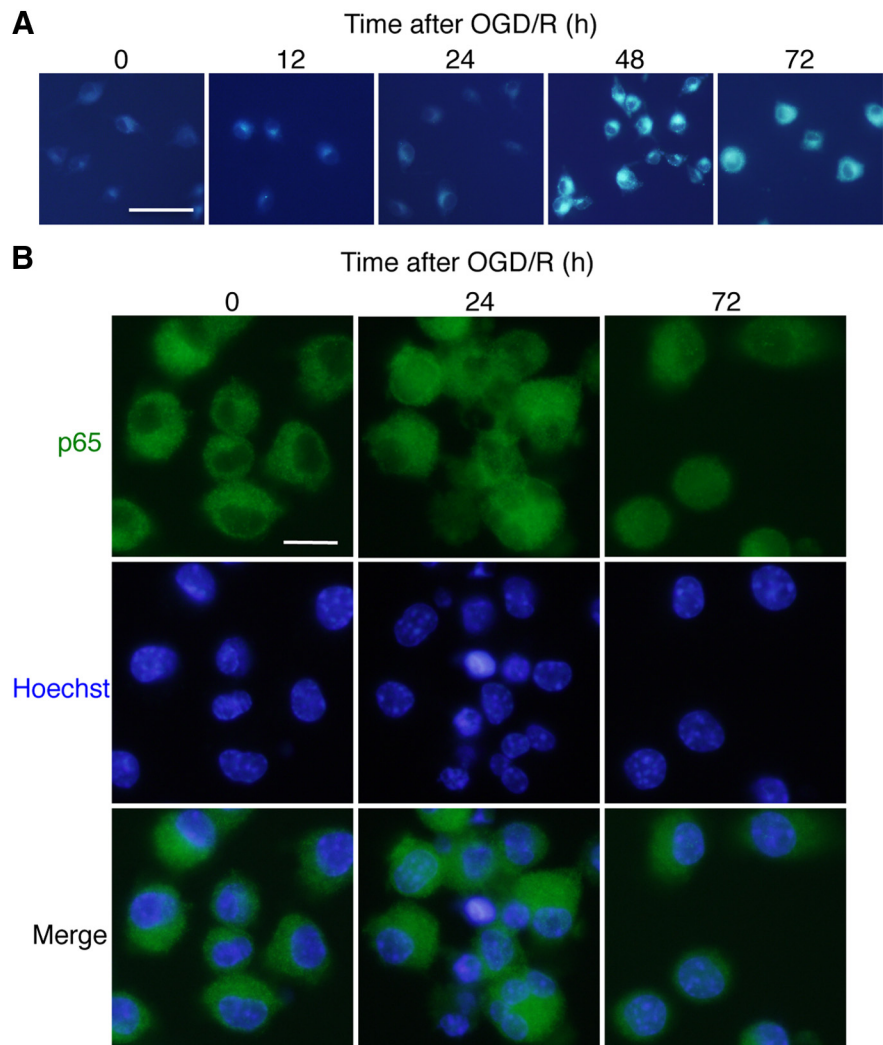 A
Time after OGD/R (h)
0 12 24 48 72
B
Time after OGD/R (h)
0 24 72
p65
Hoechst
Merge